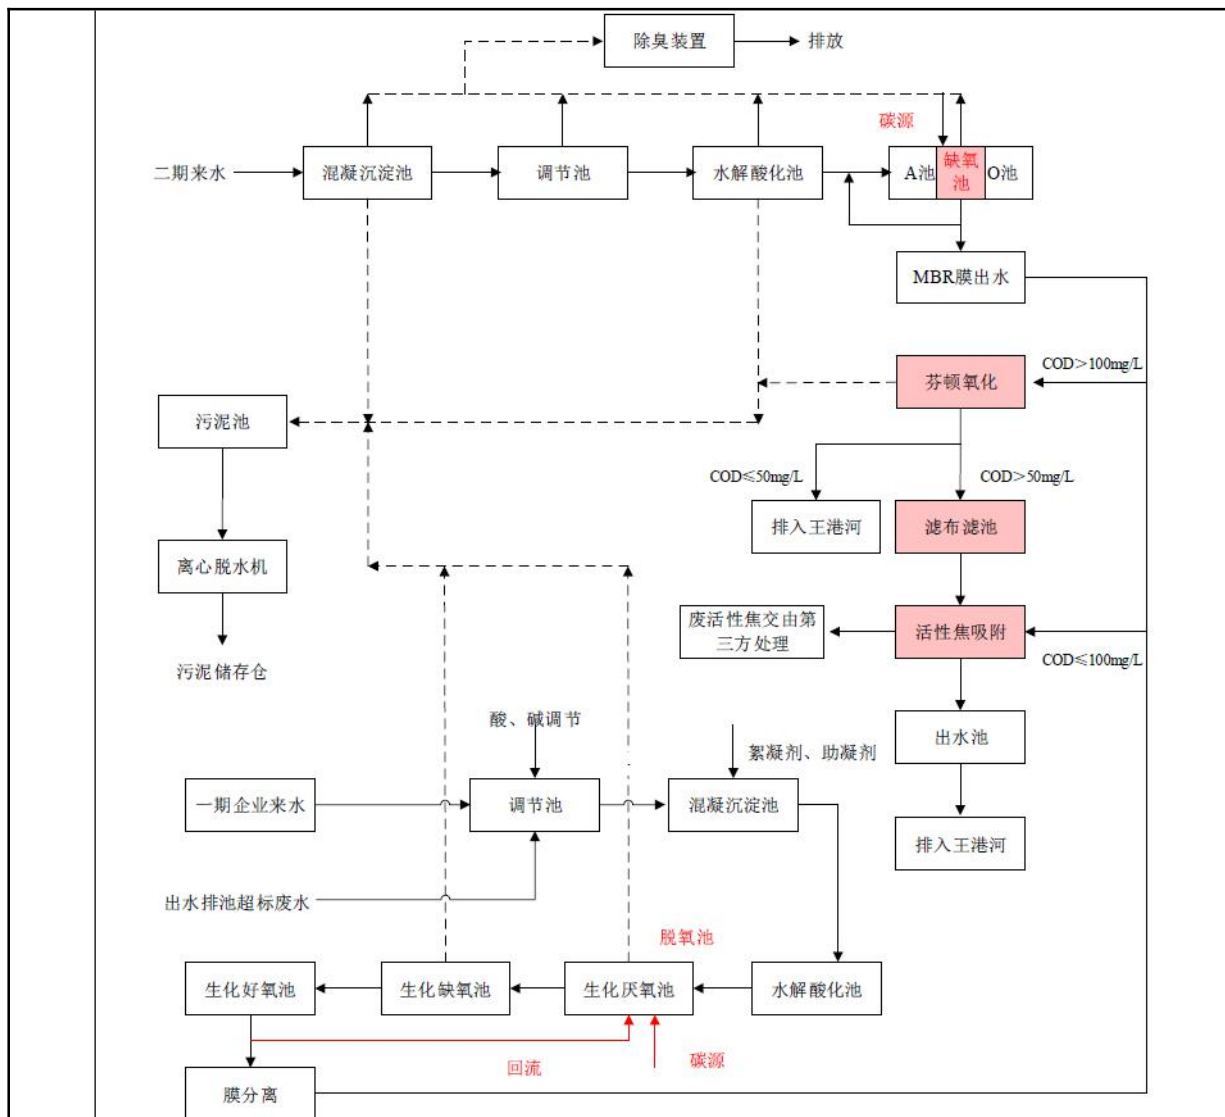 除臭装置
排放
碳源
二期来水
混凝沉淀池
调节池
水解酸化池
A池
缺氧
池
O池
MBR膜出水
COD＞100mg/L
芬顿氧化
污泥池
COD≤50mg/L
COD＞50mg/L
排入王港河
滤布滤池
离心脱水机
废活性焦交由第
三方处理
活性焦吸附
COD≤100mg/L
污泥储存仓
酸、碱调节
出水池
絮凝剂、助凝剂
一期企业来水
调节池
混凝沉淀池
排入王港河
出水排池超标废水
脱氧池
生化好氧池
生化缺氧池
生化厌氧池
水解酸化池
回流
碳源
膜分离